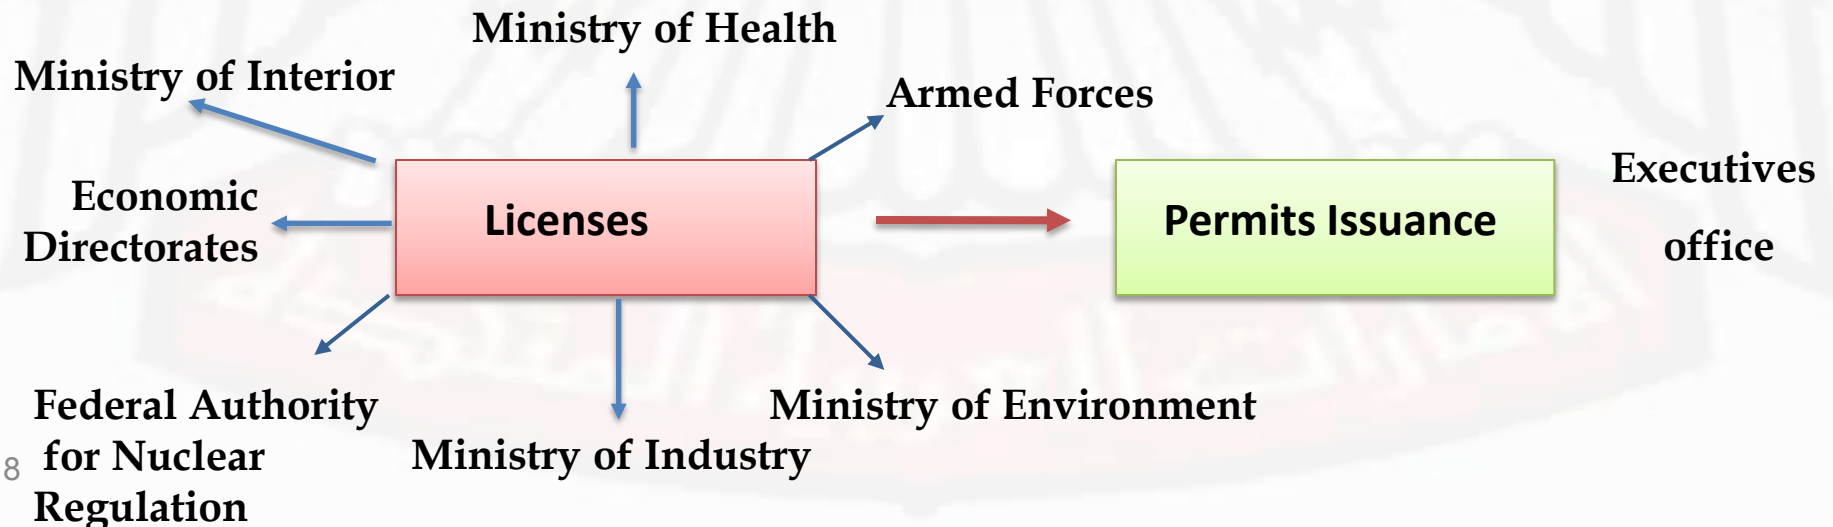 Ministry of Health
Ministry of Interior
Armed Forces
Economic
Directorates
Licenses
Permits Issuance
Executives
office
Federal Authority
for Nuclear
Regulation
Ministry of Industry
Ministry of Environment
8